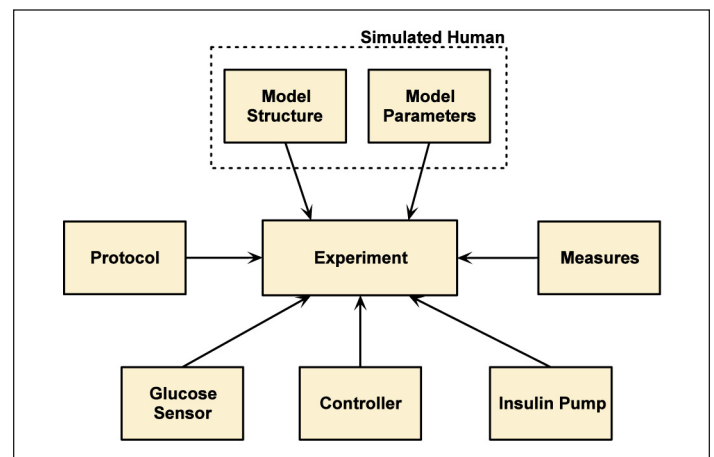 Simulated Human
Model
Structure
Model
Parameters
Protocol
Experiment
Measures
Glucose
Sensor
Controller
Insulin Pump